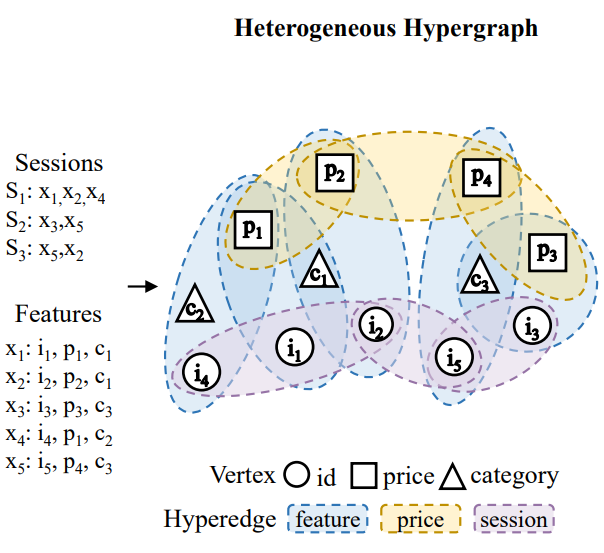 Heterogeneous Hypergraph
Sessions
S1: x1,x2,x4
S2: x3,x5
S3: x5,x2
Features
x1: i1, p1, c1
x2: i2, p2, c1
x3: i3, p3, c3
x4: i4, p1, c2
x5: i5, p4, c3
p2
p4
p1
p3
c1
c3
c2
i2
i3
i1
i5
i4
Vertex id price category
Hyperedge feature price session